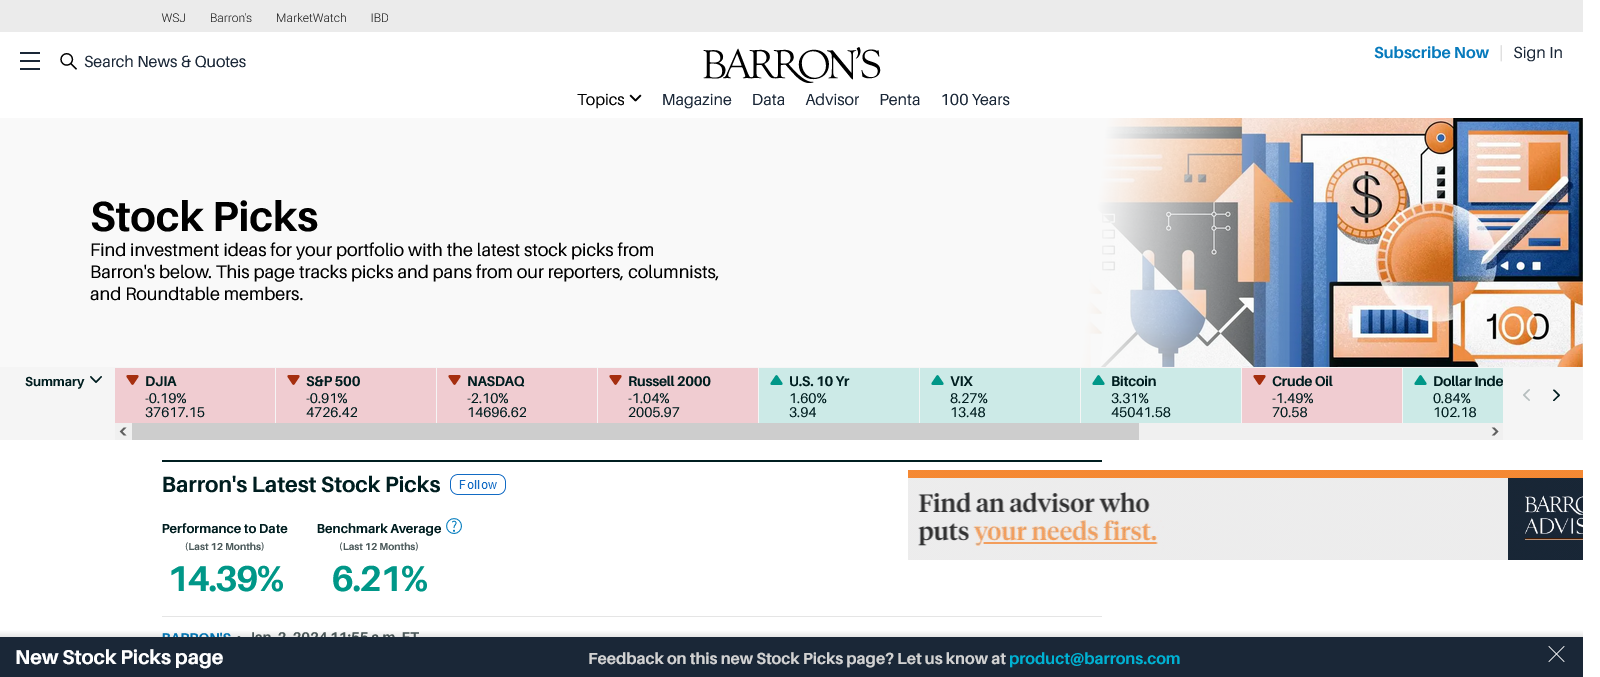 WSJ Barron's MarketWatch IBD
Search News & Quotes
BARRON'S
Subscribe Now | Sign In
Topics Magazine Data Advisor Penta 100 Years
Stock Picks
Find investment ideas for your portfolio with the latest stock picks from
Barron's below. This page tracks picks and pans from our reporters, columnists,
and Roundtable members.
$
100
Summary
DJIA
-0.19%
37617.15
S&P 500
-0.91%
4726.42
NASDAQ
-2.10%
14696.62
Russell 2000
-1.04%
2005.97
U.S. 10 Yr
1.60%
3.94
VIX
8.27%
13.48
Bitcoin
3.31%
45041.58
Crude Oil
-1.49%
70.58
Dollar Inde
0.84%
102.18
Barron's Latest Stock Picks Follow
Performance to Date
(Last 12 Months)
14.39%
Benchmark Average ?
(Last 12 Months)
6.21%
Find an advisor who
puts your needs first.
BARRO
ADVIS
BARRON'S • Jan. 2, 2024 11:55 a.m. ET
New Stock Picks page
Feedback on this new Stock Picks page? Let us know at product@barrons.com